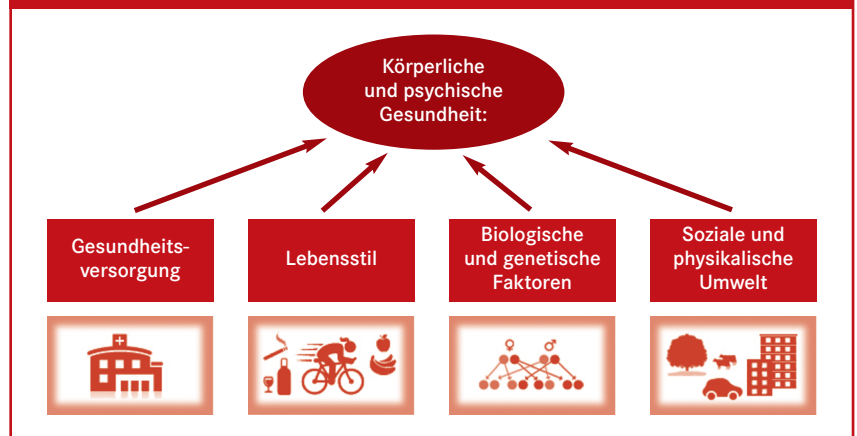 Körperliche
und psychische
Gesundheit:
Gesundheits-
versorgung
Lebensstil
Biologische
und genetische
Faktoren
Soziale und
physikalische
Umwelt